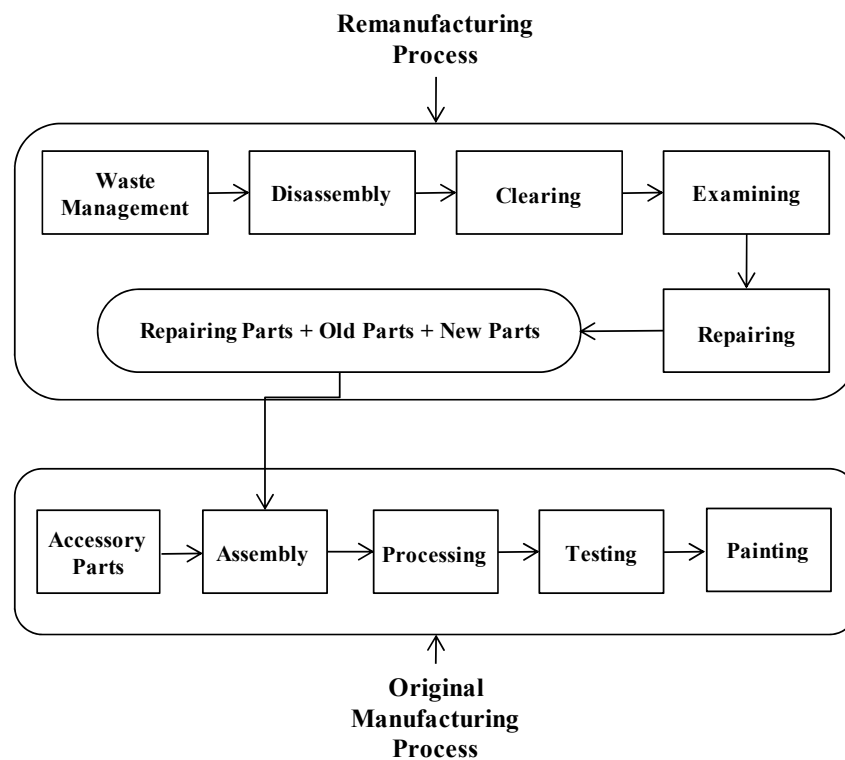 Remanufacturing
Process
Waste
Management
Disassembly
Clearing
Examining
Repairing Parts + Old Parts + New Parts
Repairing
Accessory
Parts
Assembly
Processing
Testing
Painting
Original
Manufacturing
Process